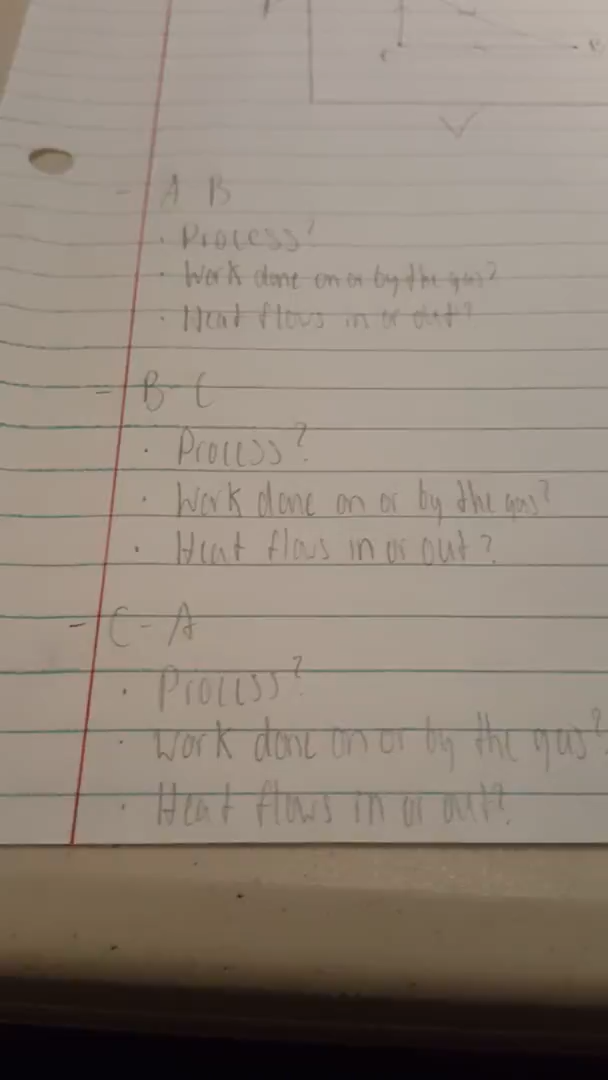 V
- A B
· Process?
· Work done on or by the gas?
· Heat flows in or out?
- B-C
· Process?
· Work done on or by the gas?
· Heat flows in or out?
- C-A
· Process?
· Work done on or by the gas?
· Heat flows in or out?